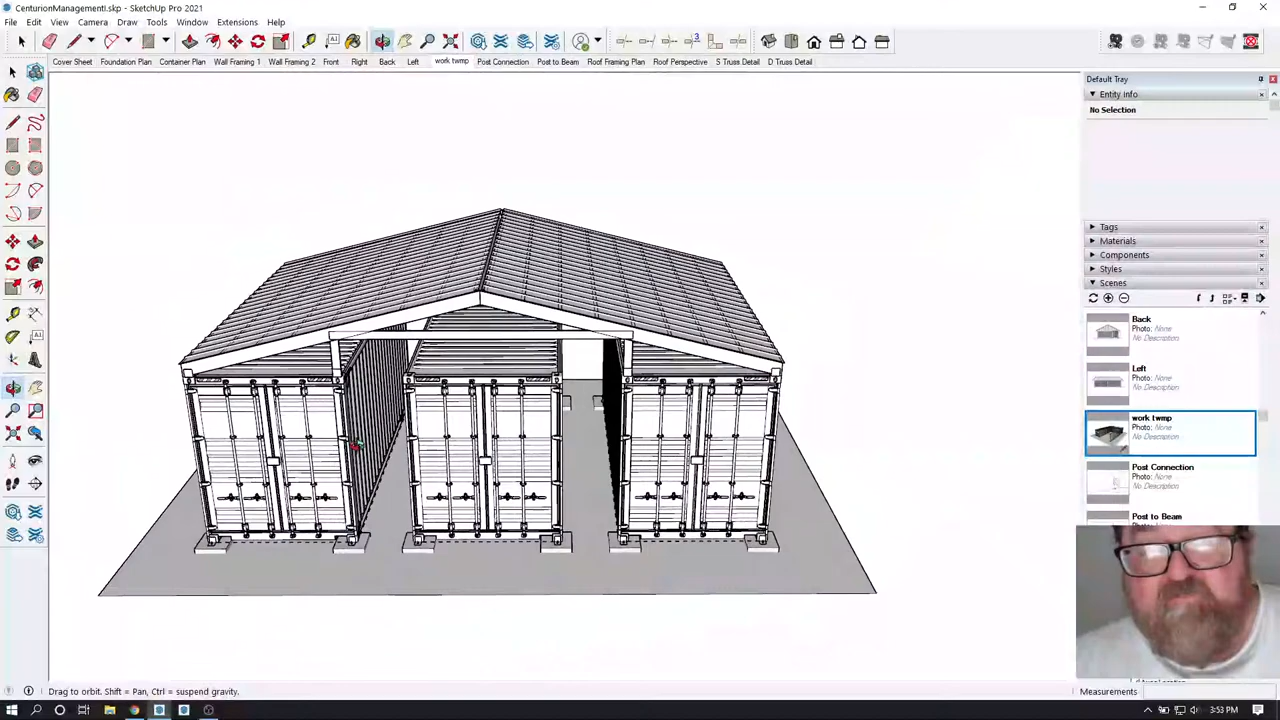 CenturionManagementI.skp - SketchUp Pro 2021
File Edit View Camera Draw Tools Window Extensions Help
Cover Sheet Foundation Plan Container Plan Wall Framing 1 Wall Framing 2 Front Right Back Left work twmp Post Connection Post to Beam Roof Framing Plan Roof Perspective S Truss Detail D Truss Detail
Default Tray
Entity Info
No Selection
Tags
Materials
Components
Styles
Scenes
Back
Photo: None
No Description
Left
Photo: None
No Description
work twmp
Photo: None
No Description
Post Connection
Photo: None
No Description
Post to Beam
Drag to orbit. Shift = Pan, Ctrl = suspend gravity.
Measurements
3:53 PM